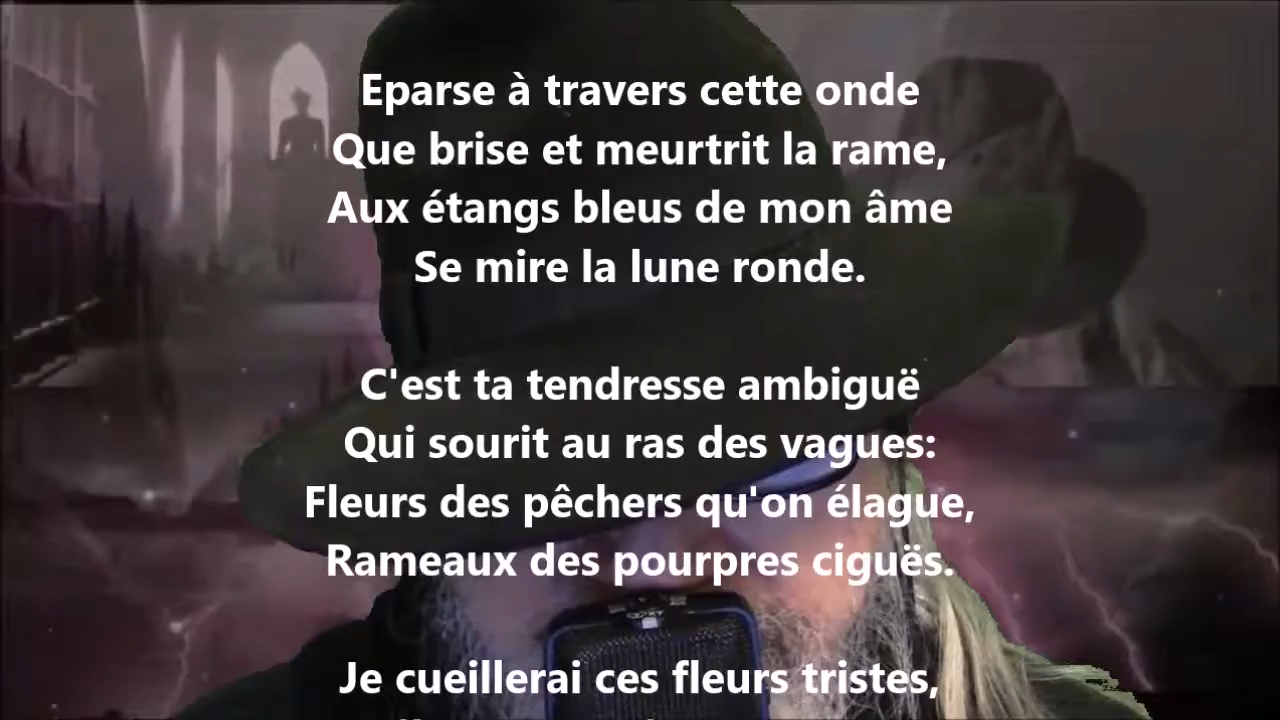 Eparse à travers cette onde
Que brise et meurtrit la rame,
Aux étangs bleus de mon âme
Se mire la lune ronde.
C'est ta tendresse ambiguë
Qui sourit au ras des vagues:
Fleurs des pêchers qu'on élague,
Rameaux des pourpres ciguës.
Je cueillerai ces fleurs tristes,